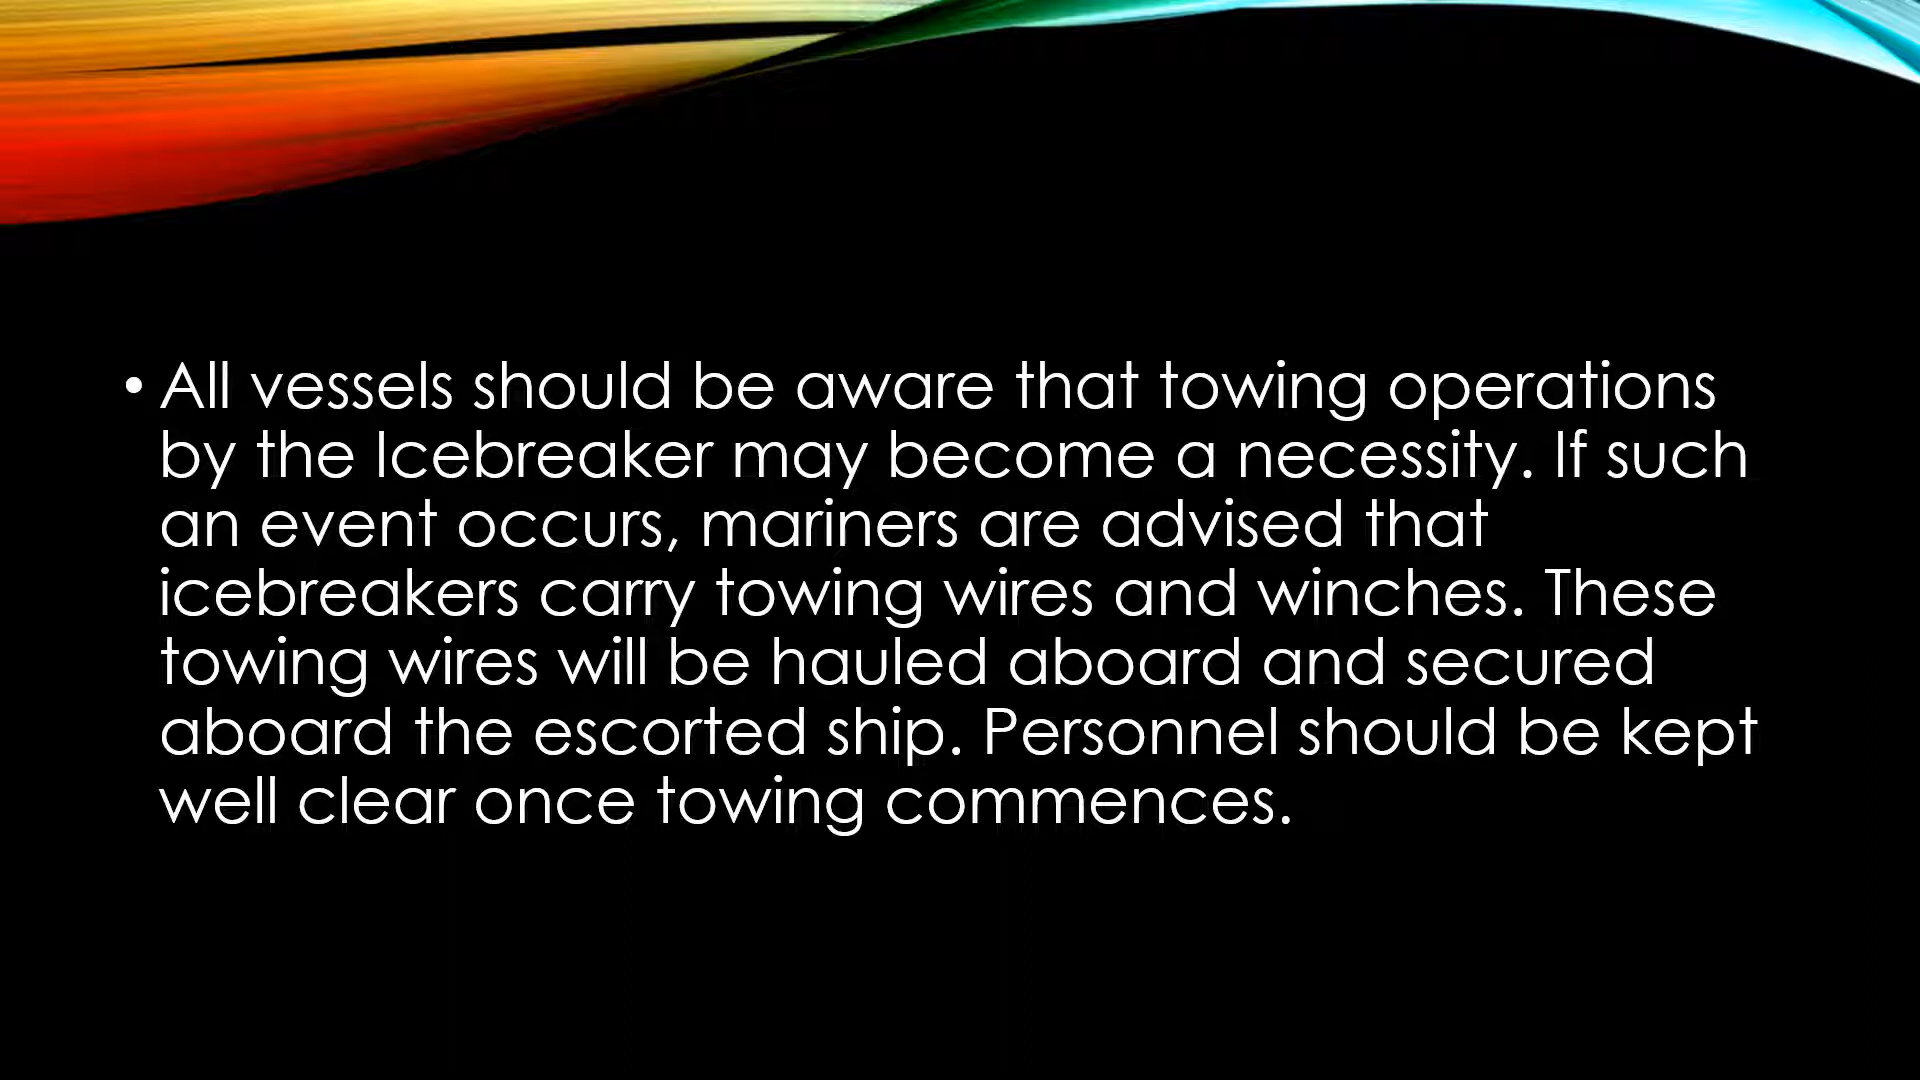 • All vessels should be aware that towing operations
by the Icebreaker may become a necessity. If such
an event occurs, mariners are advised that
icebreakers carry towing wires and winches. These
towing wires will be hauled aboard and secured
aboard the escorted ship. Personnel should be kept
well clear once towing commences.